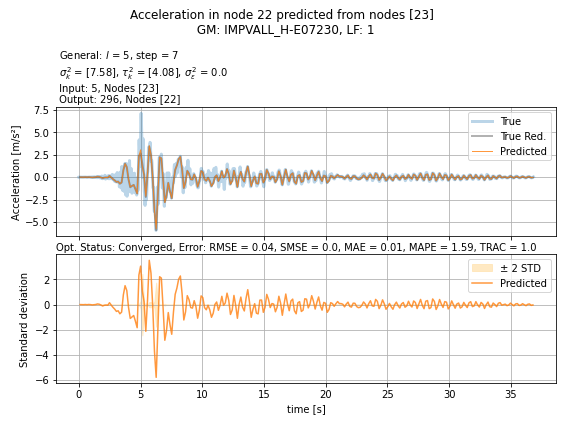 Acceleration in node 22 predicted from nodes [23]
GM: IMPVALL_H-E07230, LF: 1
General: l = 5, step = 7
σ²ₖ = [7.58], τ²ₖ = [4.08], σ²ε = 0.0
Input: 5, Nodes [23]
Output: 296, Nodes [22]
Acceleration [m/s²]
7.5
5.0
2.5
0.0
−2.5
−5.0
True
True Red.
Predicted
Opt. Status: Converged, Error: RMSE = 0.04, SMSE = 0.0, MAE = 0.01, MAPE = 1.59, TRAC = 1.0
Standard deviation
2
0
−2
−4
−6
± 2 STD
Predicted
0 5 10 15 20 25 30 35
time [s]